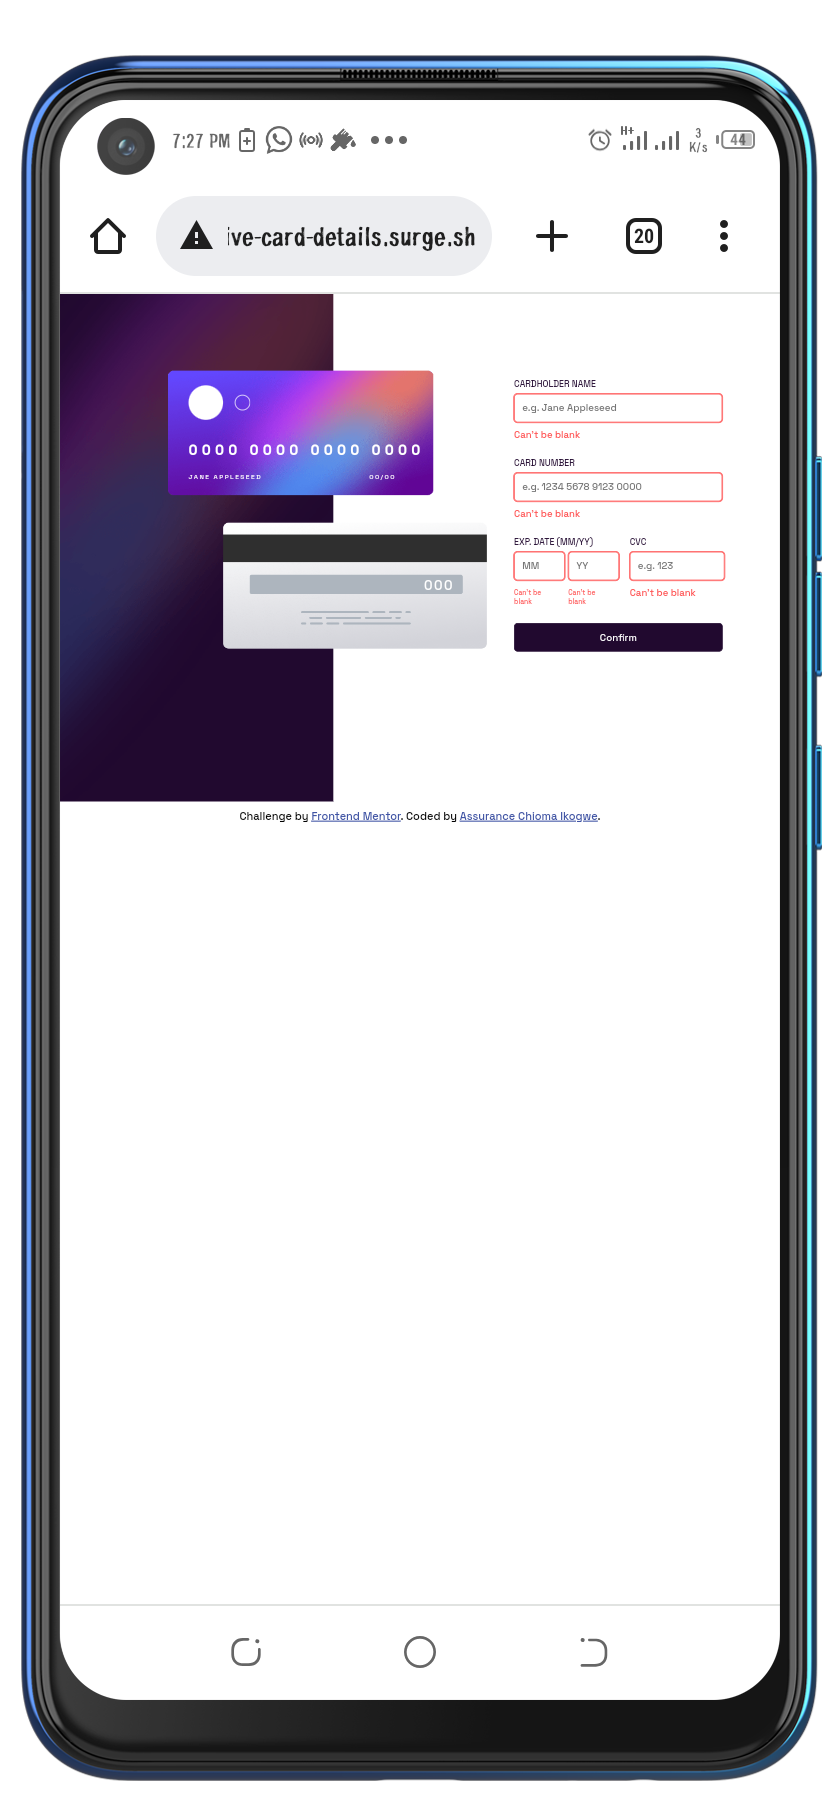 7:27 PM
H+
3
K/s
44
ive-card-details.surge.sh
20
0000 0000 0000 0000
JANE APPLESEED 00/00
000
CARDHOLDER NAME
e.g. Jane Appleseed
Can't be blank
CARD NUMBER
e.g. 1234 5678 9123 0000
Can't be blank
EXP. DATE (MM/YY) CVC
MM YY e.g. 123
Can't be blank
Can't be blank
Can't be blank
Confirm
Challenge by Frontend Mentor. Coded by Assurance Chioma Ikogwe.